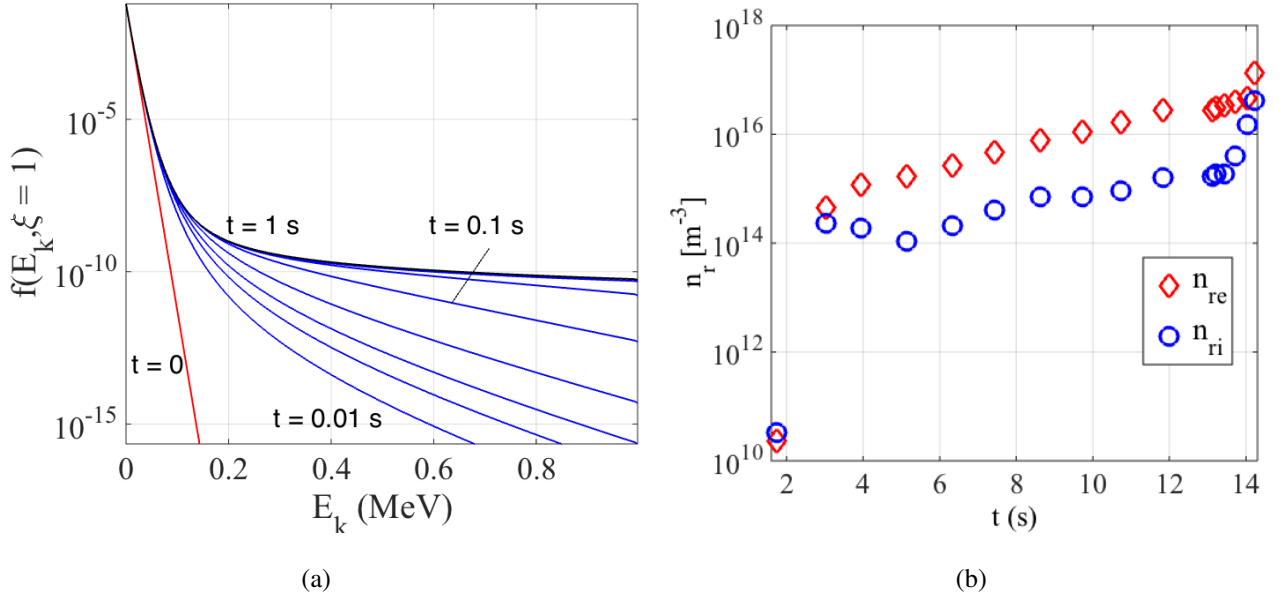 f(E_k,ξ = 1)
10^-5
10^-10
10^-15
t = 1 s
t = 0.1 s
t = 0
t = 0.01 s
0 0.2 0.4 0.6 0.8
E_k (MeV)
(a)
n_r [m^-3]
10^18
10^16
10^14
10^12
10^10
n_re
n_ri
2 4 6 8 10 12 14
t (s)
(b)